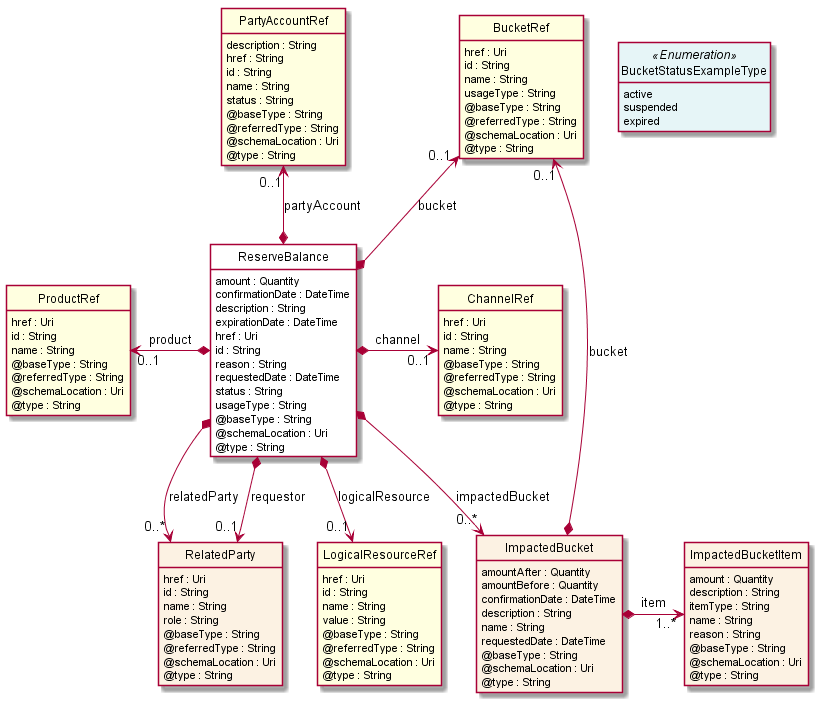 PartyAccountRef
description : String
href : String
id : String
name : String
status : String
@baseType : String
@referredType : String
@schemaLocation : Uri
@type : String
BucketRef
href : Uri
id : String
name : String
usageType : String
@baseType : String
@referredType : String
@schemaLocation : Uri
@type : String
«Enumeration»
BucketStatusExampleType
active
suspended
expired
0..1
0..1
0..1
partyAccount
bucket
ReserveBalance
amount : Quantity
confirmationDate : DateTime
description : String
expirationDate : DateTime
href : Uri
id : String
reason : String
requestedDate : DateTime
status : String
usageType : String
@baseType : String
@schemaLocation : Uri
@type : String
ProductRef
href : Uri
id : String
name : String
@baseType : String
@referredType : String
@schemaLocation : Uri
@type : String
product
0..1
channel
0..1
ChannelRef
href : Uri
id : String
name : String
@baseType : String
@referredType : String
@schemaLocation : Uri
@type : String
bucket
relatedParty
requestor
logicalResource
impactedBucket
0..*
0..1
0..1
0..*
RelatedParty
href : Uri
id : String
name : String
role : String
@baseType : String
@referredType : String
@schemaLocation : Uri
@type : String
LogicalResourceRef
href : Uri
id : String
name : String
value : String
@baseType : String
@referredType : String
@schemaLocation : Uri
@type : String
ImpactedBucket
amountAfter : Quantity
amountBefore : Quantity
confirmationDate : DateTime
description : String
name : String
requestedDate : DateTime
@baseType : String
@schemaLocation : Uri
@type : String
item
1..*
ImpactedBucketItem
amount : Quantity
description : String
itemType : String
name : String
reason : String
@baseType : String
@schemaLocation : Uri
@type : String